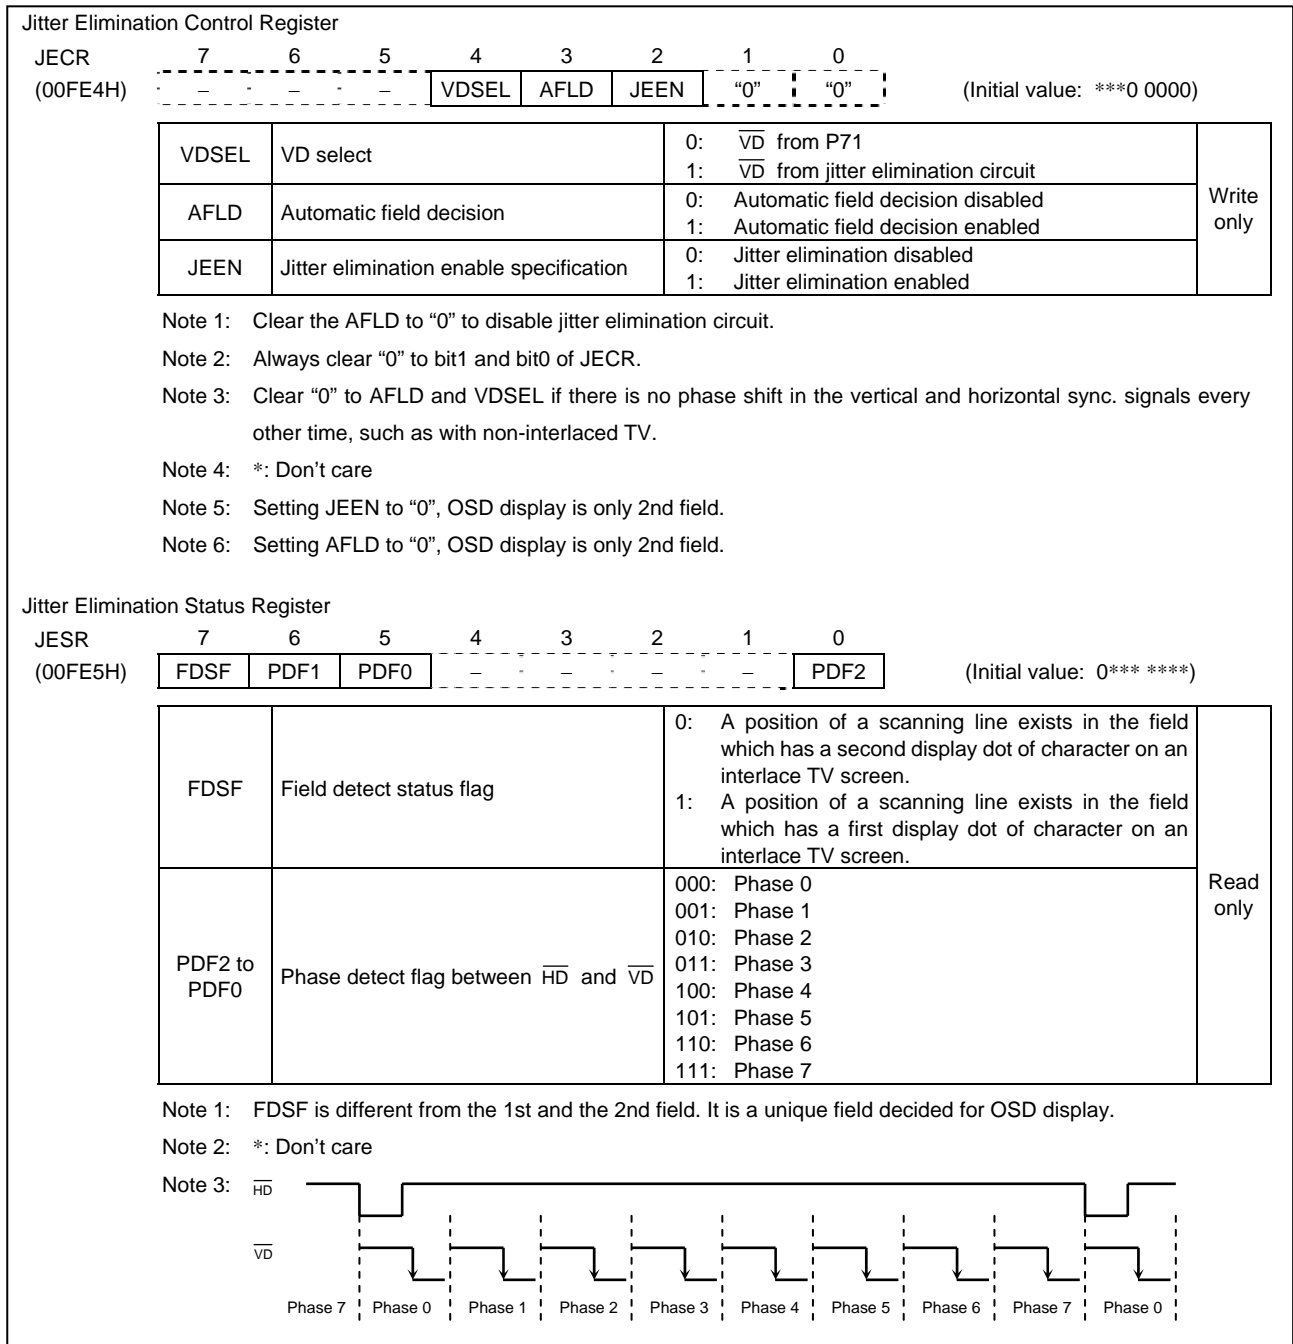 Jitter Elimination Control Register
JECR 7 6 5 4 3 2 1 0
(00FE4H) – – – VDSEL AFLD JEEN “0” “0” (Initial value: ***0 0000)
VDSEL VD select 0: VD from P71
1: VD from jitter elimination circuit
AFLD Automatic field decision 0: Automatic field decision disabled
1: Automatic field decision enabled
JEEN Jitter elimination enable specification 0: Jitter elimination disabled
1: Jitter elimination enabled
Write
only
Note 1: Clear the AFLD to “0” to disable jitter elimination circuit.
Note 2: Always clear “0” to bit1 and bit0 of JECR.
Note 3: Clear “0” to AFLD and VDSEL if there is no phase shift in the vertical and horizontal sync. signals every
other time, such as with non-interlaced TV.
Note 4: *: Don’t care
Note 5: Setting JEEN to “0”, OSD display is only 2nd field.
Note 6: Setting AFLD to “0”, OSD display is only 2nd field.
Jitter Elimination Status Register
JESR 7 6 5 4 3 2 1 0
(00FE5H) FDSF PDF1 PDF0 – – – – PDF2 (Initial value: 0*** ****)
FDSF Field detect status flag 0: A position of a scanning line exists in the field
which has a second display dot of character on an
interlace TV screen.
1: A position of a scanning line exists in the field
which has a first display dot of character on an
interlace TV screen.
PDF2 to
PDF0
Phase detect flag between HD and VD
000: Phase 0
001: Phase 1
010: Phase 2
011: Phase 3
100: Phase 4
101: Phase 5
110: Phase 6
111: Phase 7
Read
only
Note 1: FDSF is different from the 1st and the 2nd field. It is a unique field decided for OSD display.
Note 2: *: Don’t care
Note 3: HD
VD
Phase 7 Phase 0 Phase 1 Phase 2 Phase 3 Phase 4 Phase 5 Phase 6 Phase 7 Phase 0